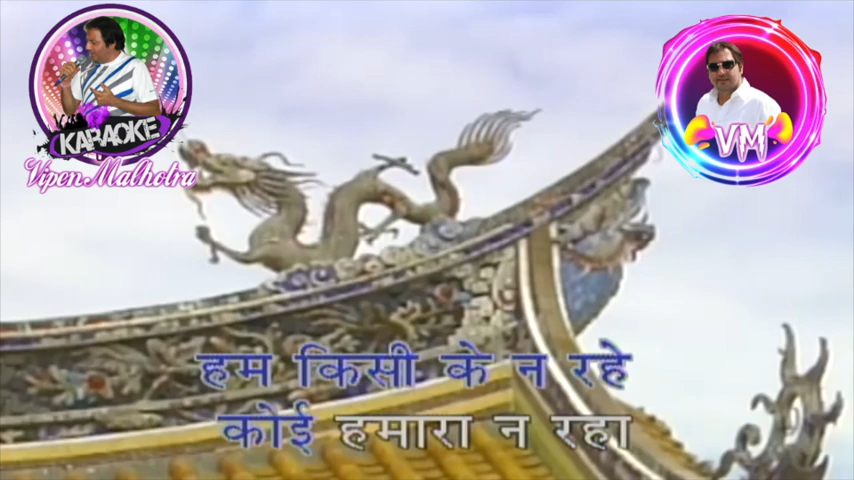 KARAOKE
Vipen Malhotra
VM
हम किसी के न रहे
कोई हमारा न रहा